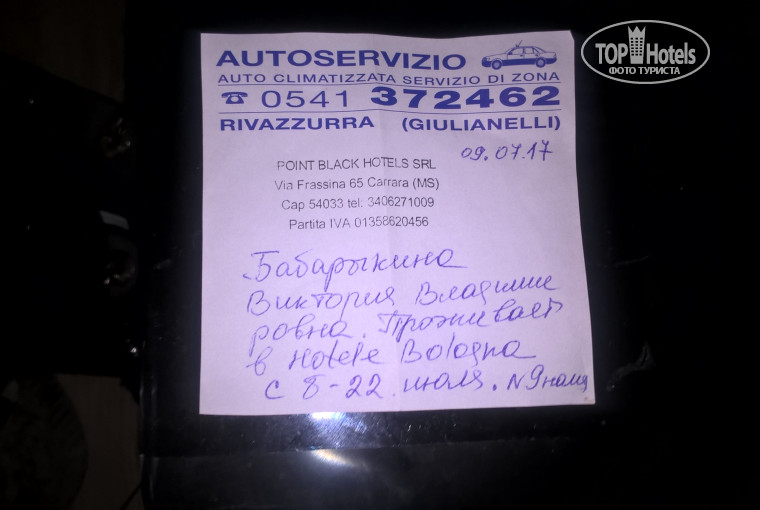 AUTOSERVIZIO
AUTO CLIMATIZZATA SERVIZIO DI ZONA
☎ 0541 372462
RIVAZZURRA (GIULIANELLI)
09.07.17
POINT BLACK HOTELS SRL
Via Frassina 65 Carrara (MS)
Cap 54033 tel: 3406271009
Partita IVA 01358620456
Бабарыкина
Виктория Владими
ровна. Проживает
в Hotele Bologna
с 8-22 июля. N9
TOP Hotels
ФОТО ТУРИСТА